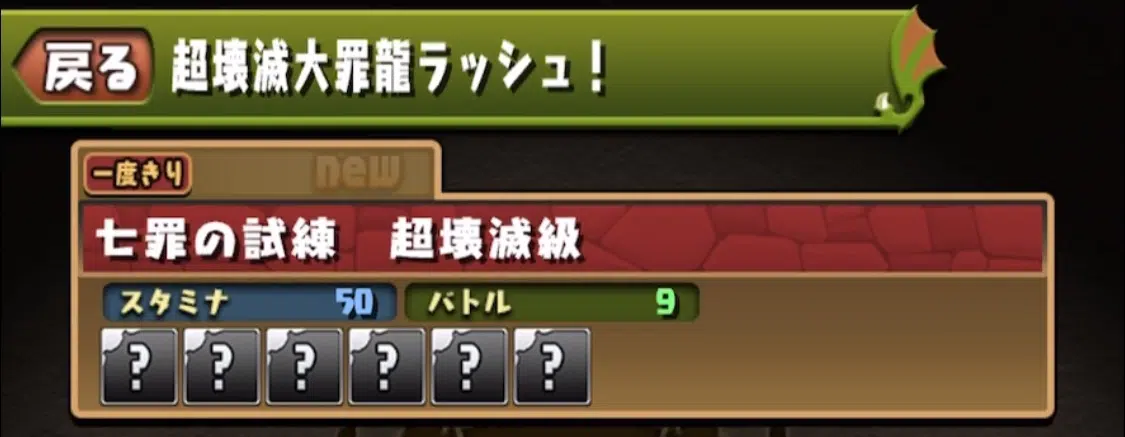 戻る 超壊滅大罪龍ラッシュ！
一度きり new
七罪の試練　超壊滅級
スタミナ 50 バトル 9
? ? ? ? ? ?